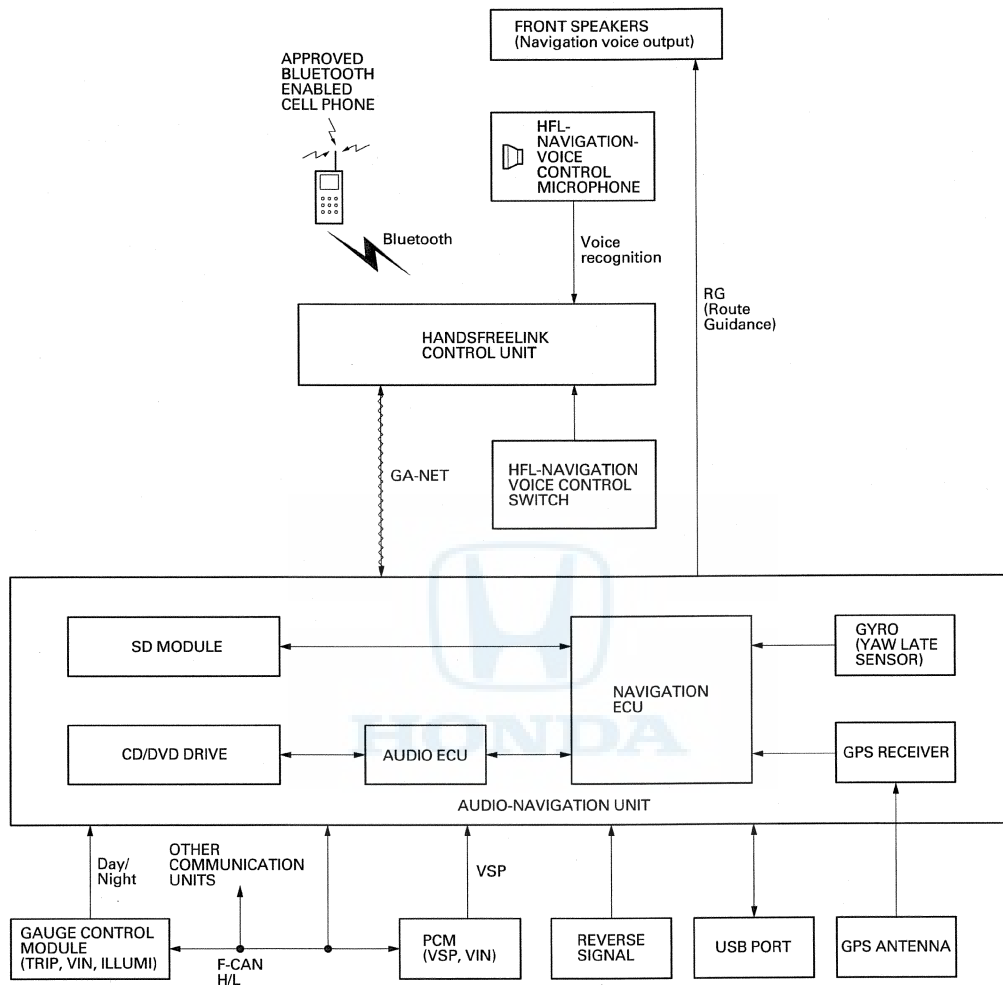 FRONT SPEAKERS
(Navigation voice output)
APPROVED
BLUETOOTH
ENABLED
CELL PHONE
HFL-
NAVIGATION-
VOICE
CONTROL
MICROPHONE
Bluetooth
Voice
recognition
RG
(Route
Guidance)
HANDSFREELINK
CONTROL UNIT
GA-NET
HFL-NAVIGATION
VOICE CONTROL
SWITCH
SD MODULE
NAVIGATION
ECU
GYRO
(YAW LATE
SENSOR)
HONDA
CD/DVD DRIVE
AUDIO ECU
GPS RECEIVER
AUDIO-NAVIGATION UNIT
Day/
Night
OTHER
COMMUNICATION
UNITS
VSP
GAUGE CONTROL
MODULE
(TRIP, VIN, ILLUMI)
F-CAN
H/L
PCM
(VSP, VIN)
REVERSE
SIGNAL
USB PORT
GPS ANTENNA